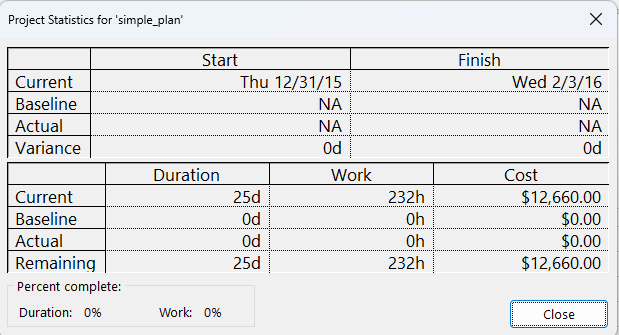 Project Statistics for 'simple_plan'
Start Finish
Current Thu 12/31/15 Wed 2/3/16
Baseline NA NA
Actual NA NA
Variance 0d 0d
Duration Work Cost
Current 25d 232h $12,660.00
Baseline 0d 0h $0.00
Actual 0d 0h $0.00
Remaining 25d 232h $12,660.00
Percent complete:
Duration: 0% Work: 0%
Close